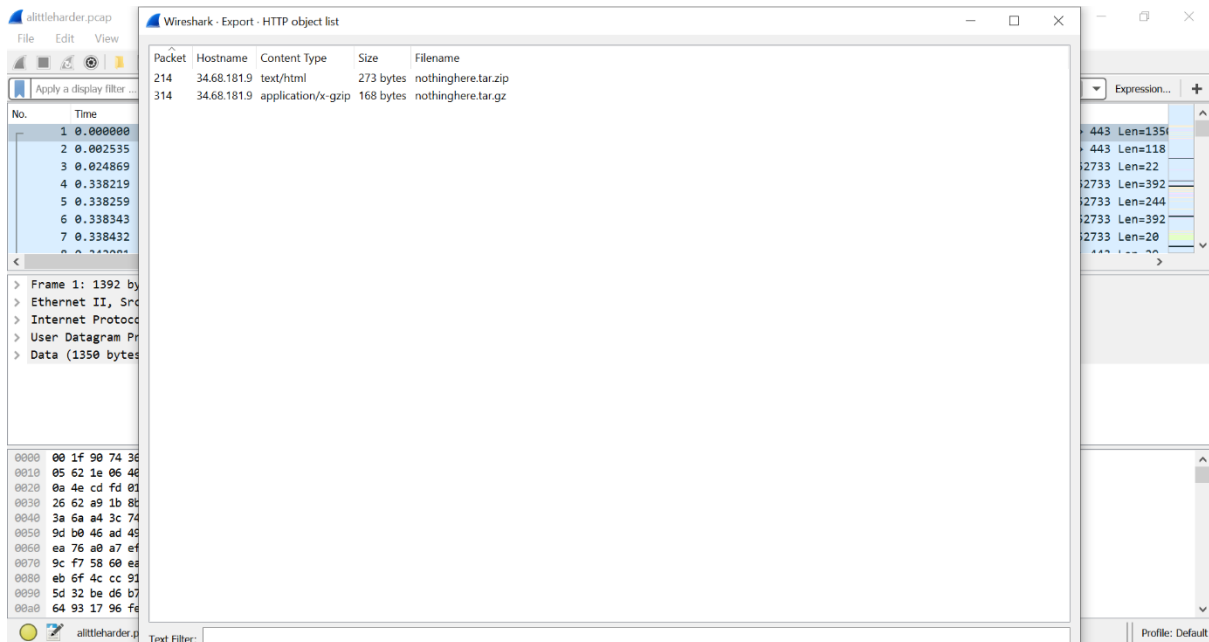 alittleharder.pcap
Wireshark · Export · HTTP object list
File Edit View
Packet Hostname Content Type Size Filename
214 34.68.181.9 text/html 273 bytes nothinghere.tar.zip
314 34.68.181.9 application/x-gzip 168 bytes nothinghere.tar.gz
Apply a display filter ...
Expression... +
No. Time
1 0.000000
443 Len=1350
2 0.002535
443 Len=118
3 0.024869
52733 Len=22
4 0.338219
52733 Len=392
5 0.338259
52733 Len=244
6 0.338343
52733 Len=392
7 0.338432
52733 Len=20
> Frame 1: 1392 by
> Ethernet II, Src
> Internet Protoco
> User Datagram Pr
> Data (1350 bytes
0000 00 1f 90 74 36
0010 05 62 1e 06 40
0020 0a 4e cd fd 01
0030 26 62 a9 1b 8b
0040 3a 6a a4 3c 74
0050 9d b0 46 ad 49
0060 ea 76 a0 a7 ef
0070 9c f7 58 60 ea
0080 eb 6f 4c cc 91
0090 5d 32 be d6 b7
00a0 64 93 17 96 fe
alittleharder.p
Text Filter:
Profile: Default